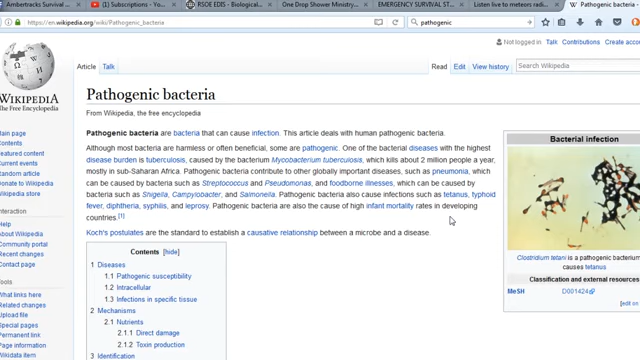 Ambertracks Survival ...
Subscriptions - Yo...
RSOE EDIS - Biological...
One Drop Shower Ministry...
EMERGENCY SURVIVAL ST...
Listen live to meteors radi...
Pathogenic bacteria -
https://en.wikipedia.org/wiki/Pathogenic_bacteria
pathogenic
Not logged in Talk Contributions Create accou
Article Talk
Read Edit View history
Search Wikipedia
WIKIPEDIA
The Free Encyclopedia
Pathogenic bacteria
From Wikipedia, the free encyclopedia
Main page
Contents
Featured content
Current events
Random article
Donate to Wikipedia
Wikipedia store
Interaction
Help
About Wikipedia
Community portal
Recent changes
Contact page
Tools
What links here
Related changes
Upload file
Special pages
Permanent link
Page information
Wikidata item
Pathogenic bacteria are bacteria that can cause infection. This article deals with human pathogenic bacteria.
Although most bacteria are harmless or often beneficial, some are pathogenic. One of the bacterial diseases with the highest
disease burden is tuberculosis, caused by the bacterium Mycobacterium tuberculosis, which kills about 2 million people a year,
mostly in sub-Saharan Africa. Pathogenic bacteria contribute to other globally important diseases, such as pneumonia, which
can be caused by bacteria such as Streptococcus and Pseudomonas, and foodborne illnesses, which can be caused by
bacteria such as Shigella, Campylobacter, and Salmonella. Pathogenic bacteria also cause infections such as tetanus, typhoid
fever, diphtheria, syphilis, and leprosy. Pathogenic bacteria are also the cause of high infant mortality rates in developing
countries.[1]
Koch's postulates are the standard to establish a causative relationship between a microbe and a disease.
Contents [hide]
1 Diseases
1.1 Pathogenic susceptibility
1.2 Intracellular
1.3 Infections in specific tissue
2 Mechanisms
2.1 Nutrients
2.1.1 Direct damage
2.1.2 Toxin production
3 Identification
Bacterial infection
Clostridium tetani is a pathogenic bacterium
causes tetanus
Classification and external resources
MeSH D001424
[edit on